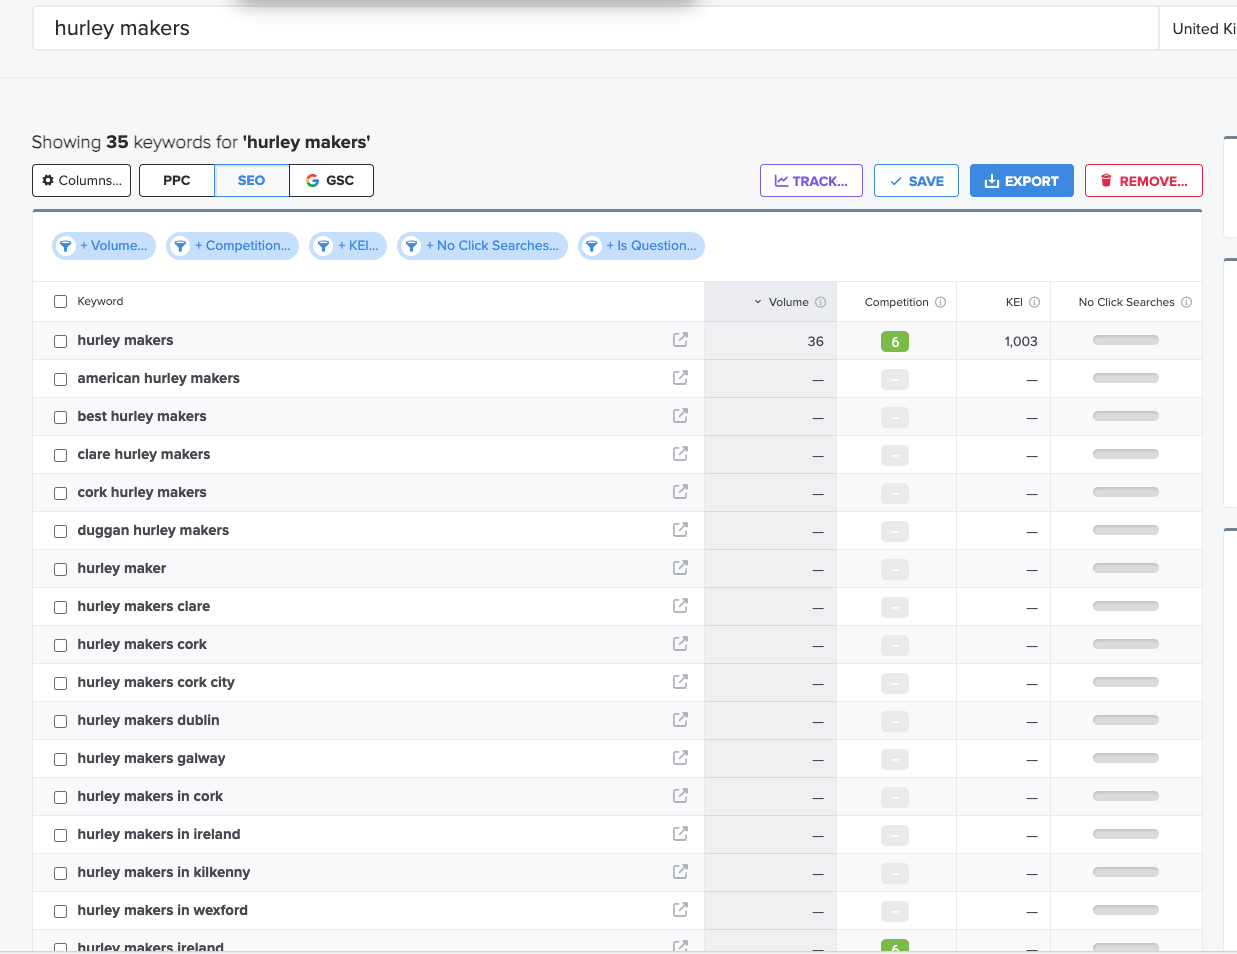 hurley makers
United Ki
Showing 35 keywords for 'hurley makers'
Columns... PPC SEO GSC TRACK... SAVE EXPORT REMOVE...
+ Volume... + Competition... + KEI... + No Click Searches... + Is Question...
Keyword Volume Competition KEI No Click Searches
hurley makers 36 6 1,003
american hurley makers — – —
best hurley makers — – —
clare hurley makers — – —
cork hurley makers — – —
duggan hurley makers — – —
hurley maker — – —
hurley makers clare — – —
hurley makers cork — – —
hurley makers cork city — – —
hurley makers dublin — – —
hurley makers galway — – —
hurley makers in cork — – —
hurley makers in ireland — – —
hurley makers in kilkenny — – —
hurley makers in wexford — – —
hurley makers ireland — 6 —